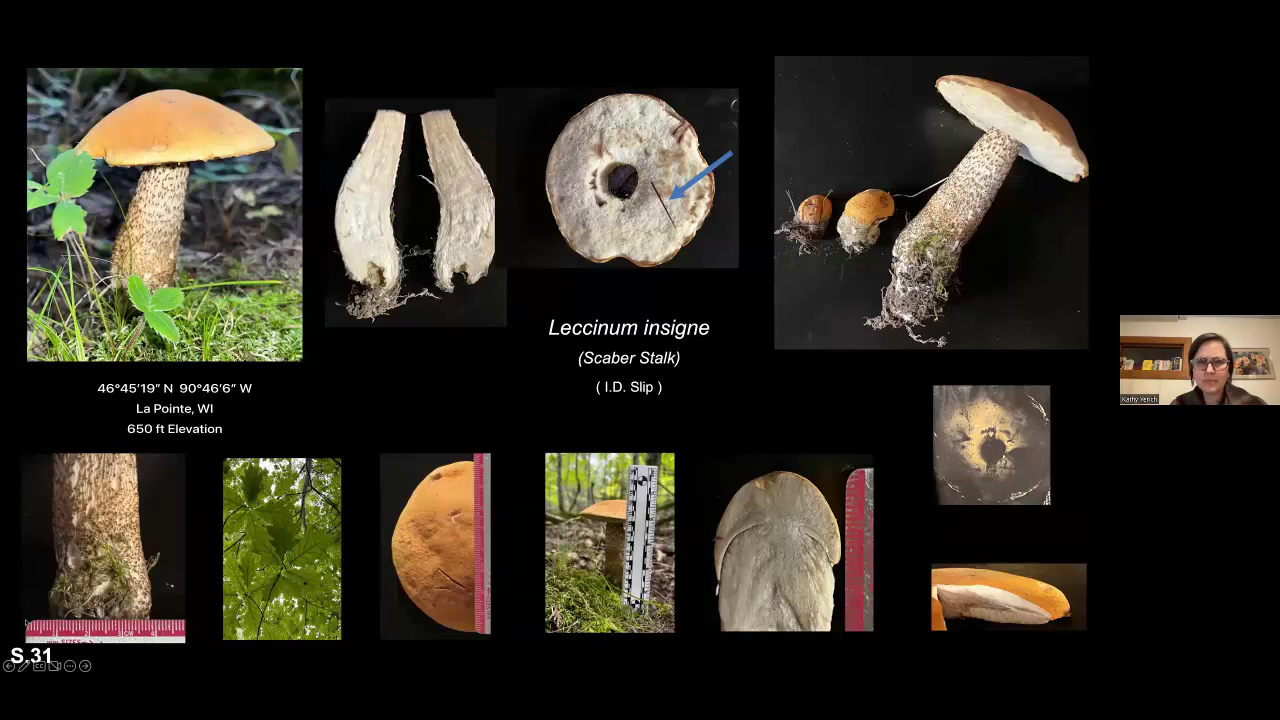 Leccinum insigne
(Scaber Stalk)
( I.D. Slip )
46°45'19" N 90°46'6" W
La Pointe, WI
650 ft Elevation
Kathy Yerich
S.31